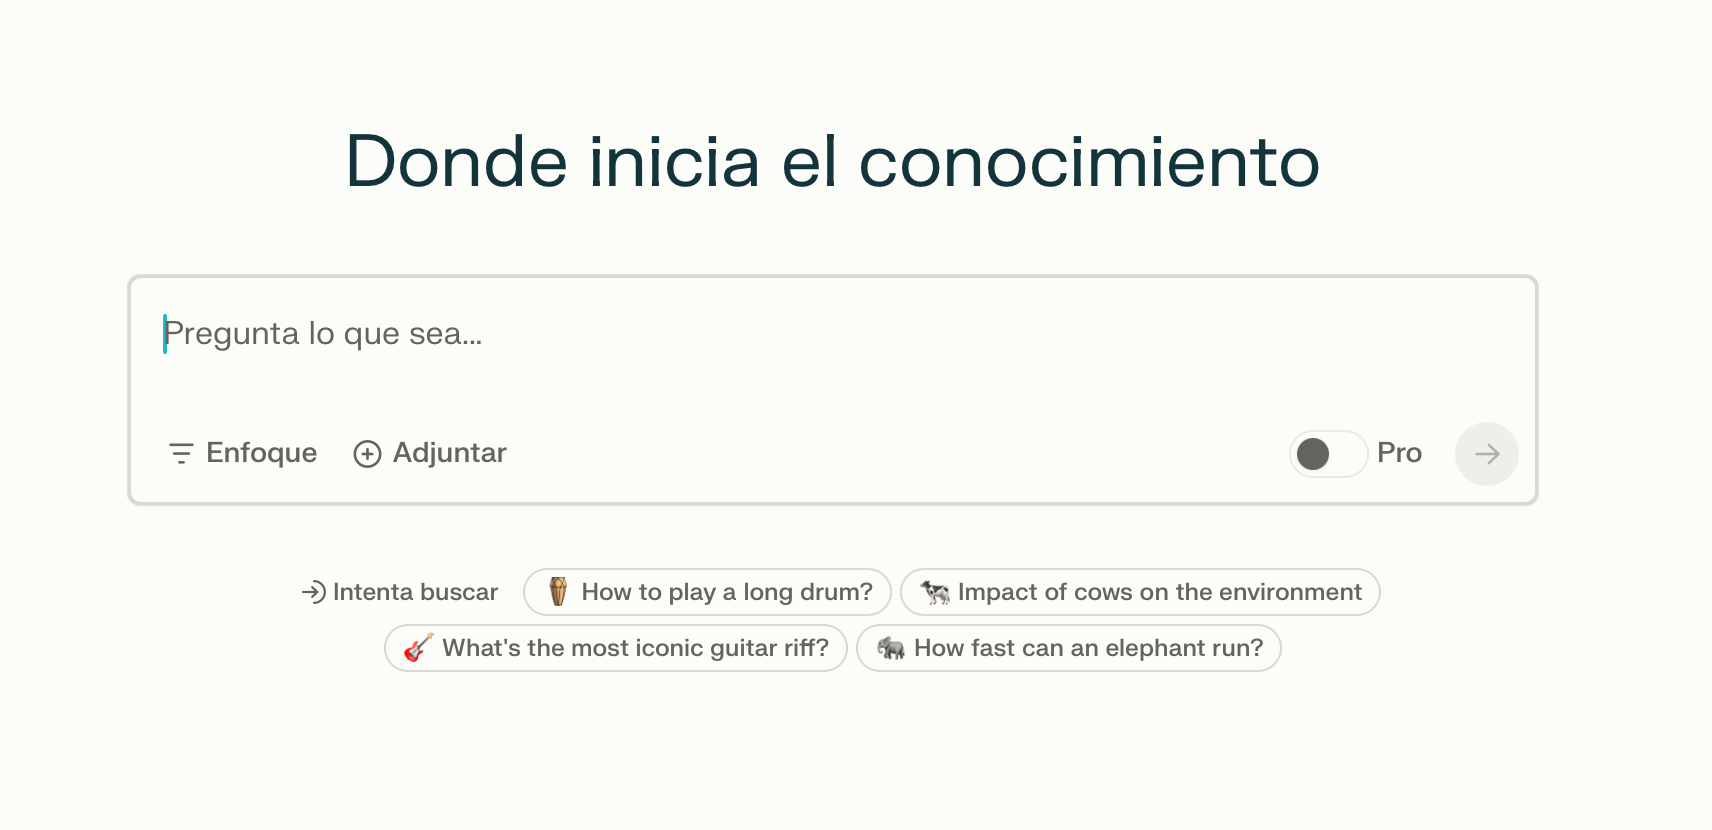 Donde inicia el conocimiento
Pregunta lo que sea...
Enfoque Adjuntar Pro
Intenta buscar How to play a long drum? Impact of cows on the environment
What's the most iconic guitar riff? How fast can an elephant run?